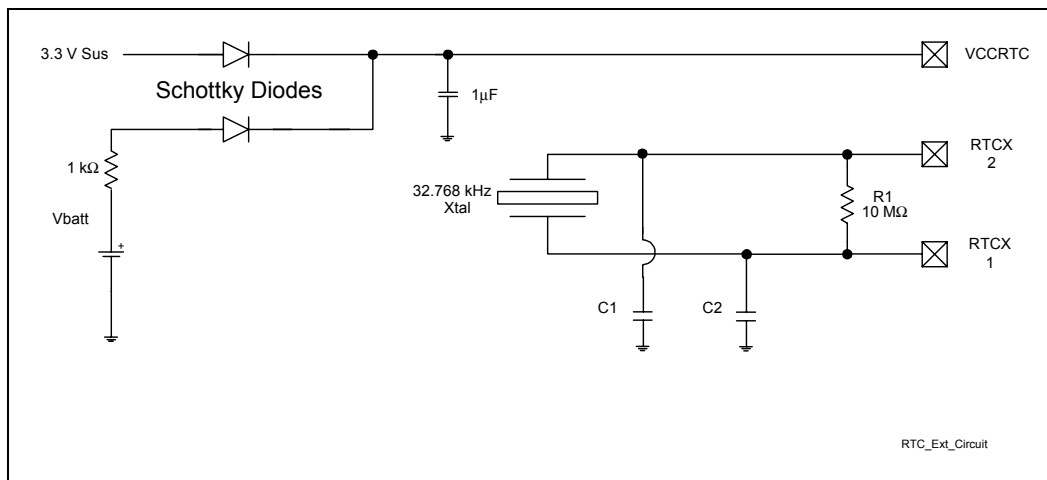 3.3 V Sus
VCCRTC
Schottky Diodes
1μF
1 kΩ
RTCX
2
32.768 kHz
Xtal
R1
10 MΩ
Vbatt
+
RTCX
1
C1
C2
RTC_Ext_Circuit